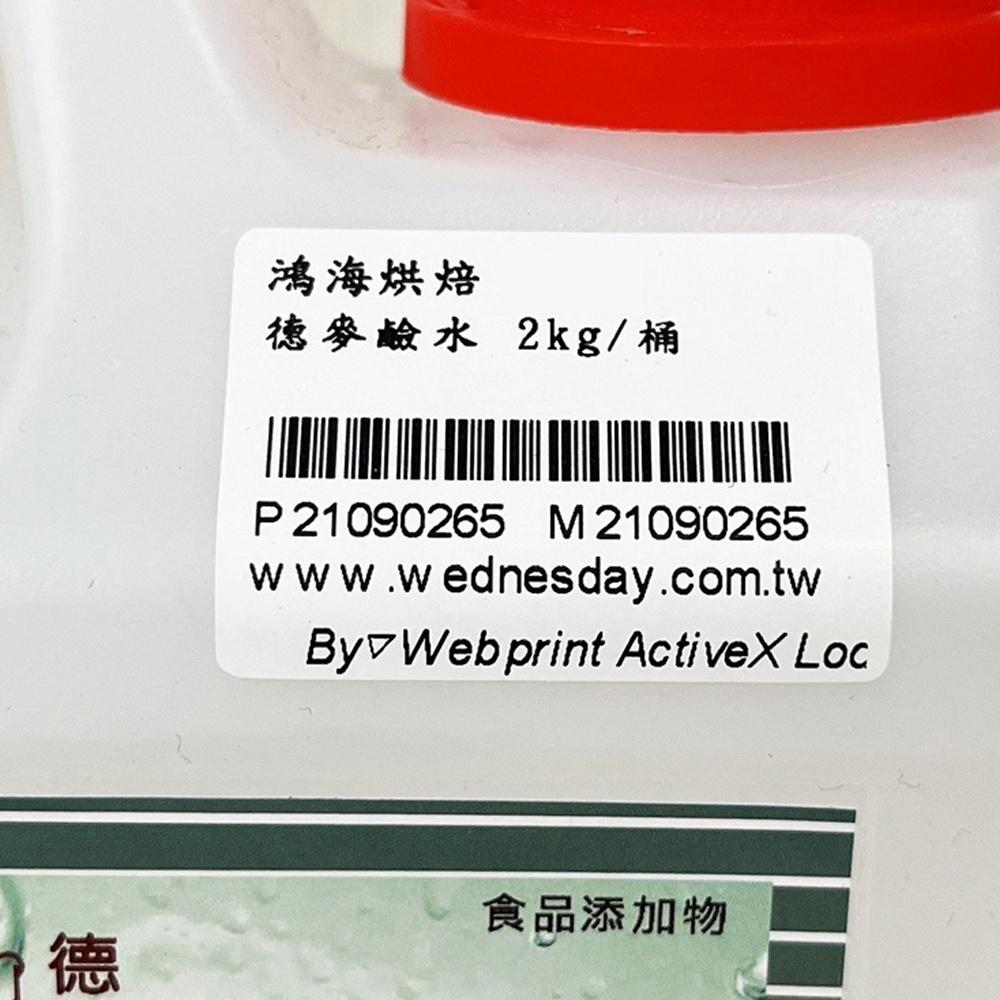 鴻海烘焙
德麥鹼水 2kg/桶
P21090265 M21090265
www.wednesday.com.tw
By▽Webprint ActiveX Loc
食品添加物
德